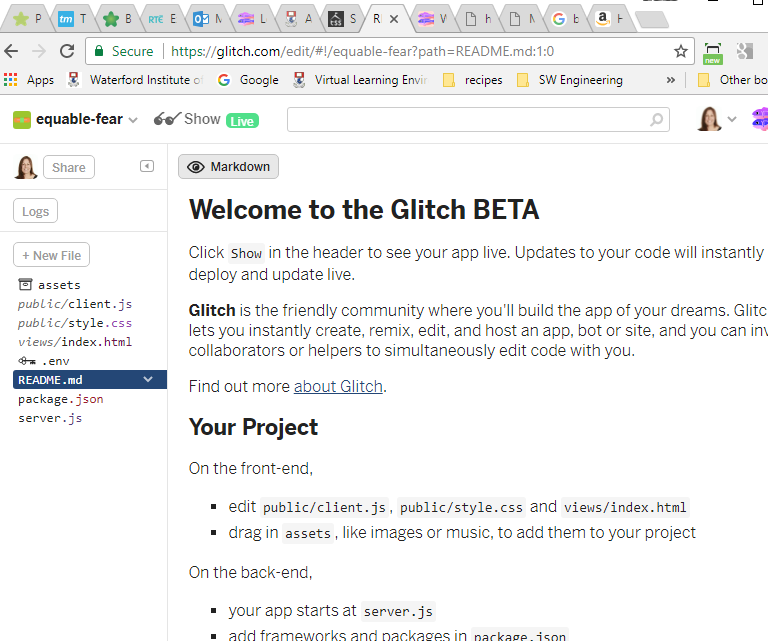 P T B RTÉ E N L A tss S R V h N G b a H
Secure https://glitch.com/edit/#!/equable-fear?path=README.md:1:0
new
Apps Waterford Institute of Google Virtual Learning Envir recipes SW Engineering » Other bo
equable-fear Show Live
Share Markdown
Logs
+ New File
assets
public/client.js
public/style.css
views/index.html
.env
README.md
package.json
server.js
Welcome to the Glitch BETA
Click Show in the header to see your app live. Updates to your code will instantly
deploy and update live.
Glitch is the friendly community where you'll build the app of your dreams. Glitc
lets you instantly create, remix, edit, and host an app, bot or site, and you can inv
collaborators or helpers to simultaneously edit code with you.
Find out more about Glitch.
Your Project
On the front-end,
edit public/client.js, public/style.css and views/index.html
drag in assets, like images or music, to add them to your project
On the back-end,
your app starts at server.js
add frameworks and packages in package.json